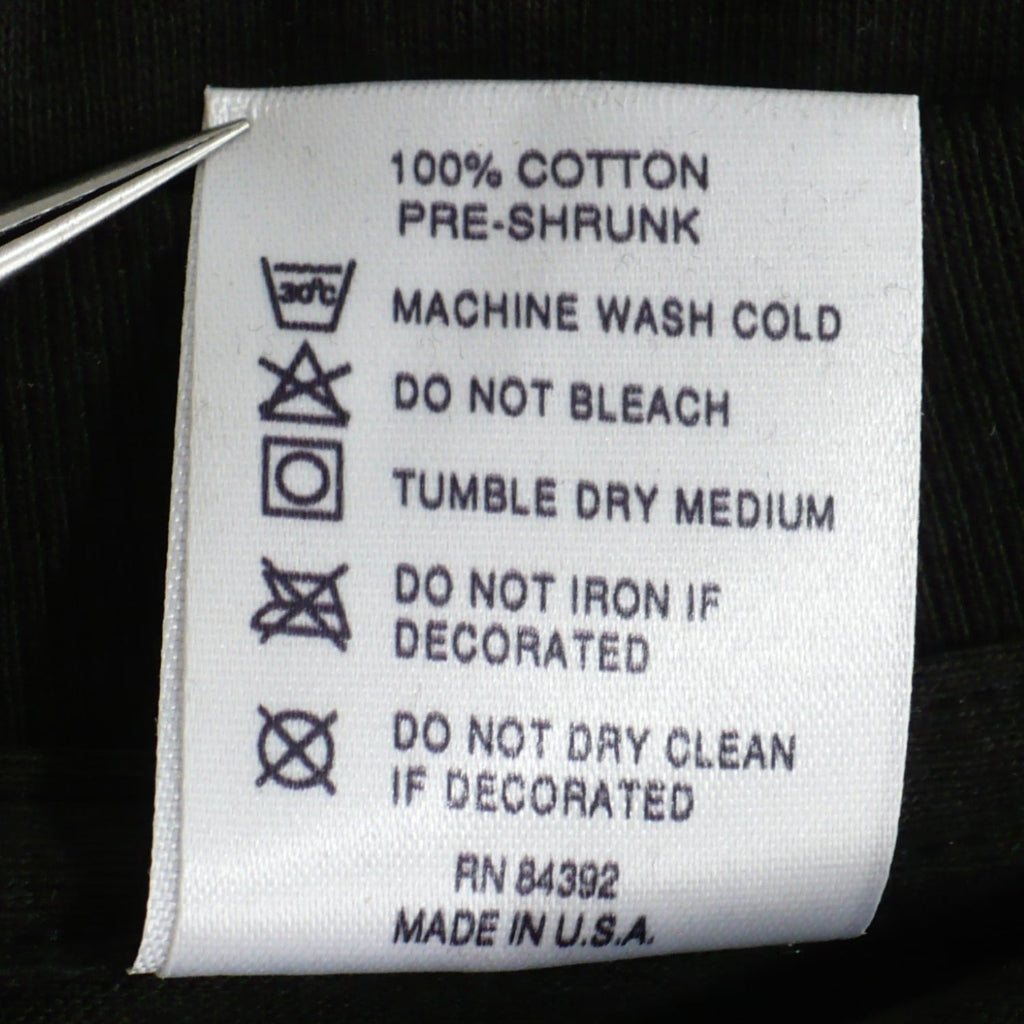 100% COTTON
PRE-SHRUNK
30°C
MACHINE WASH COLD
DO NOT BLEACH
TUMBLE DRY MEDIUM
DO NOT IRON IF
DECORATED
DO NOT DRY CLEAN
IF DECORATED
RN 84392
MADE IN U.S.A.